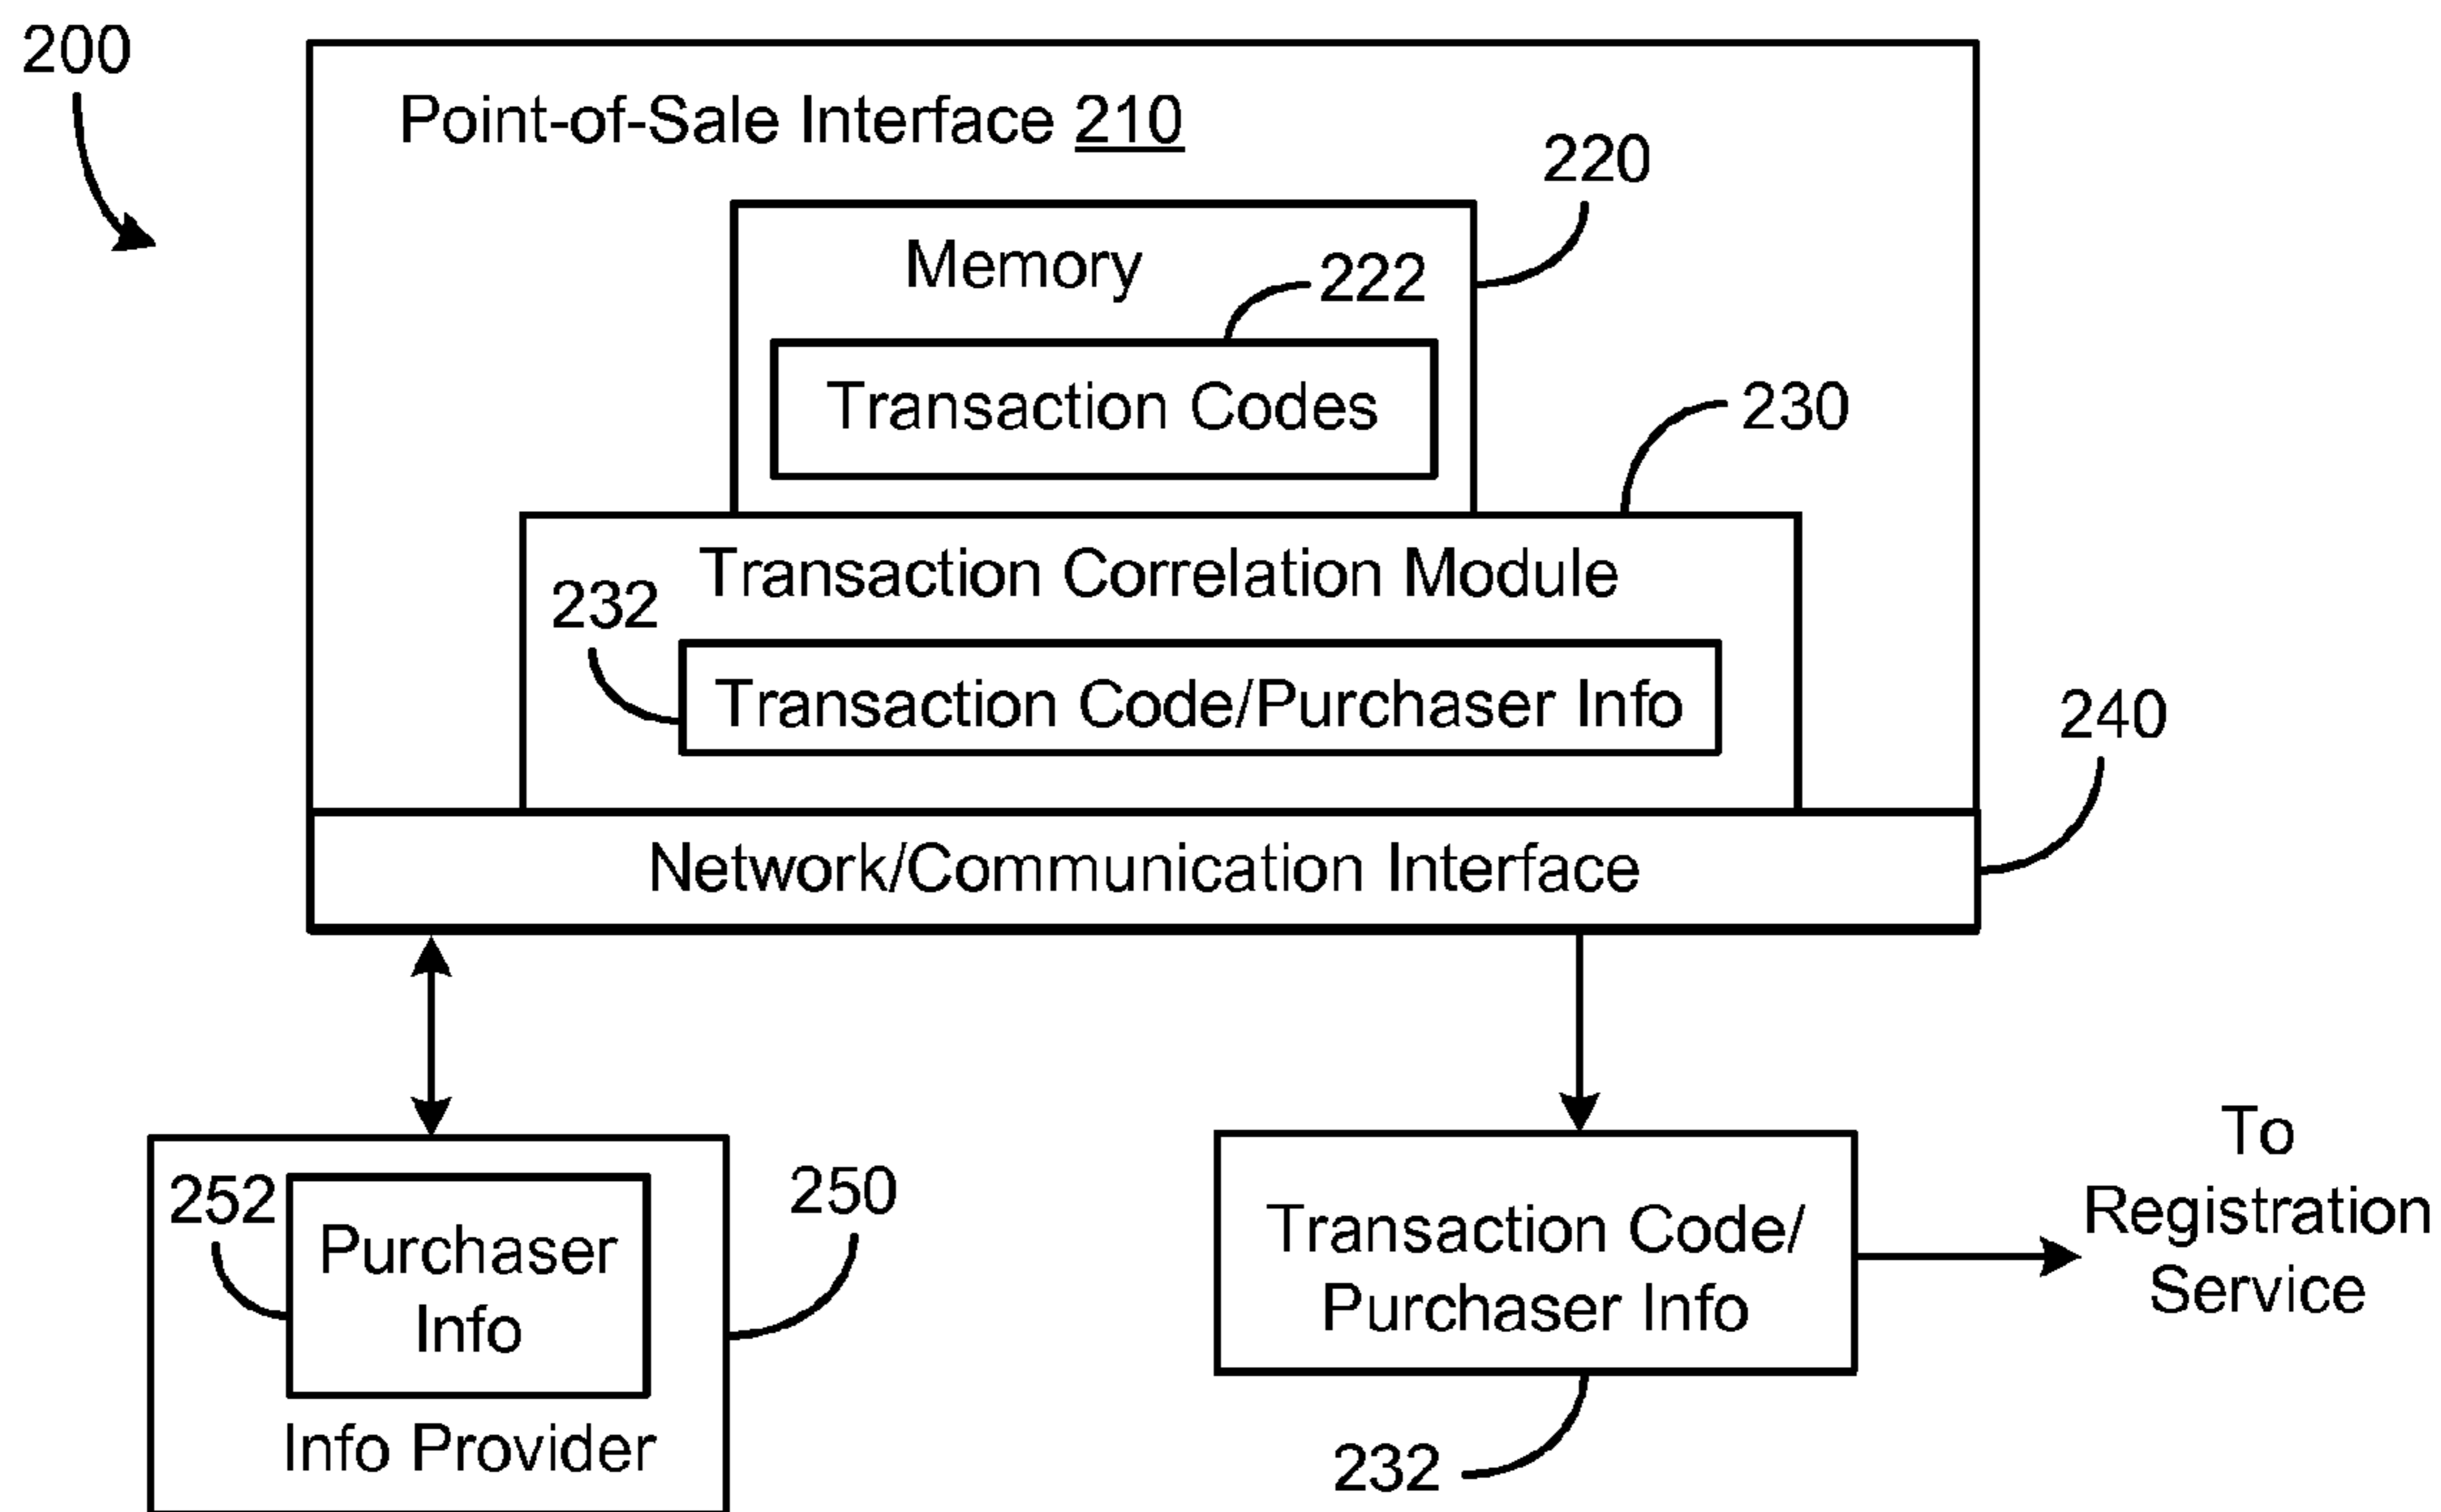 200
Point-of-Sale Interface 210
220
Memory
222
Transaction Codes
230
Transaction Correlation Module
232
Transaction Code/Purchaser Info
240
Network/Communication Interface
252
Purchaser
Info
Info Provider
250
Transaction Code/
Purchaser Info
232
To
Registration
Service